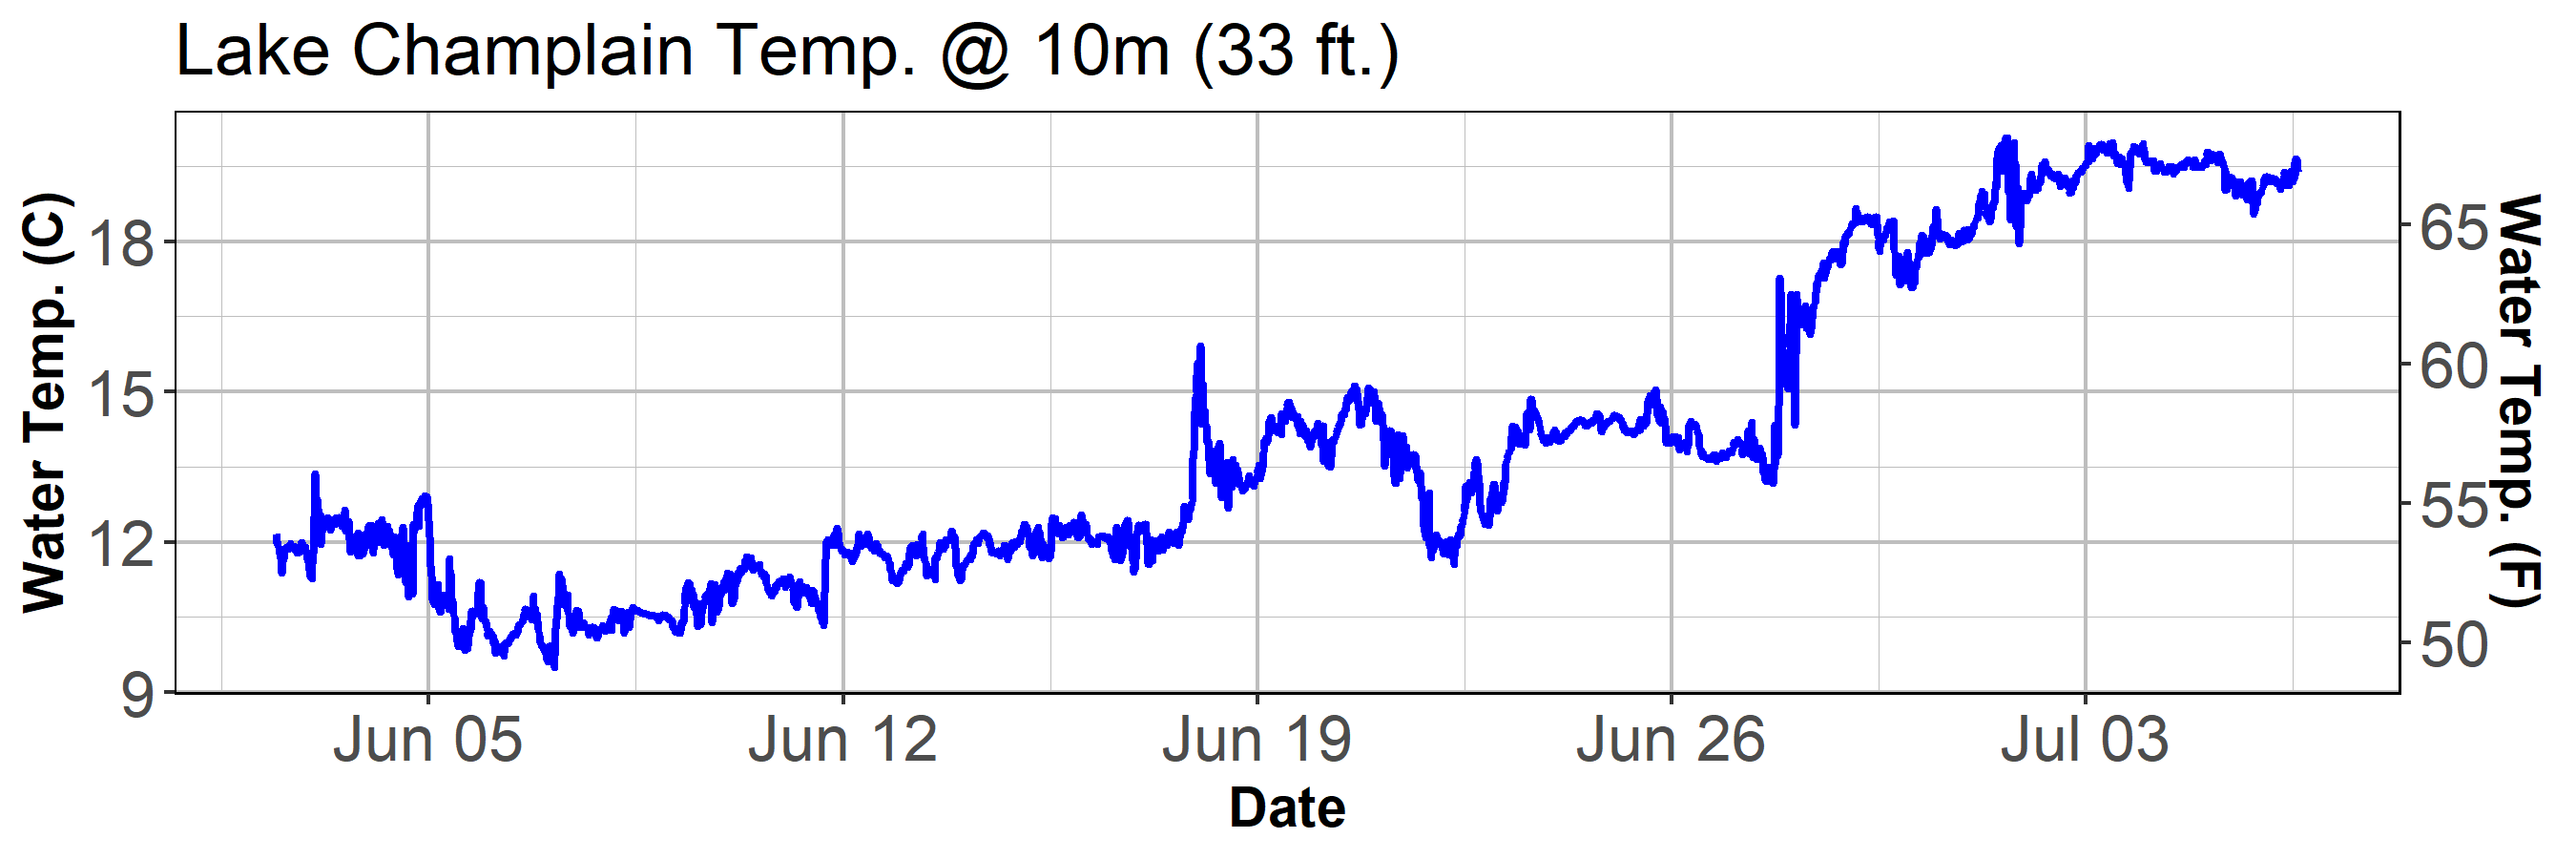 Lake Champlain Temp. @ 10m (33 ft.)
Water Temp. (C)
18
15
12
9
65
60
55
50
Water Temp. (F)
Jun 05 Jun 12 Jun 19 Jun 26 Jul 03
Date